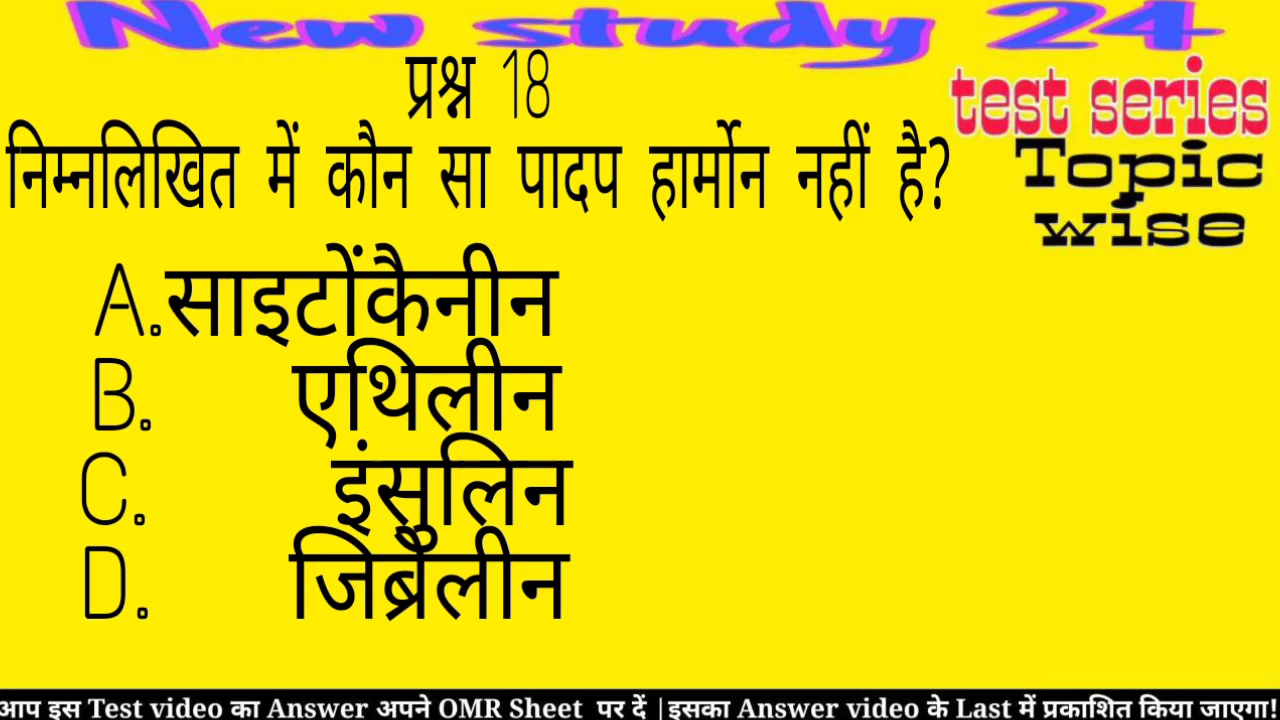 New study 24
प्रश्न 18
test series
Topic
wise
निम्नलिखित में कौन सा पादप हार्मोन नहीं है?
A.साइटोंकैनीन
B. एथिलीन
C. इंसुलिन
D. जिब्रेलीन
आप इस Test video का Answer अपने OMR Sheet पर दें |इसका Answer video के Last में प्रकाशित किया जाएगा!